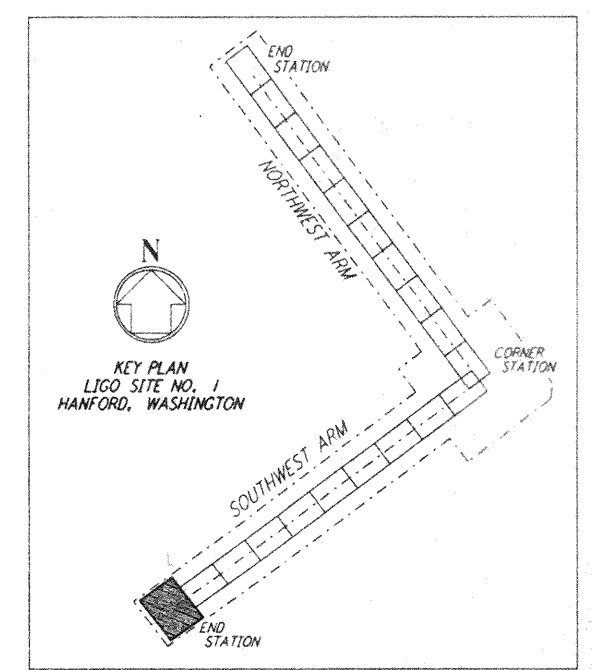 END
STATION
NORTHWEST ARM
N
KEY PLAN
LIGO SITE NO. 1
HANFORD, WASHINGTON
CORNER
STATION
SOUTHWEST ARM
END
STATION